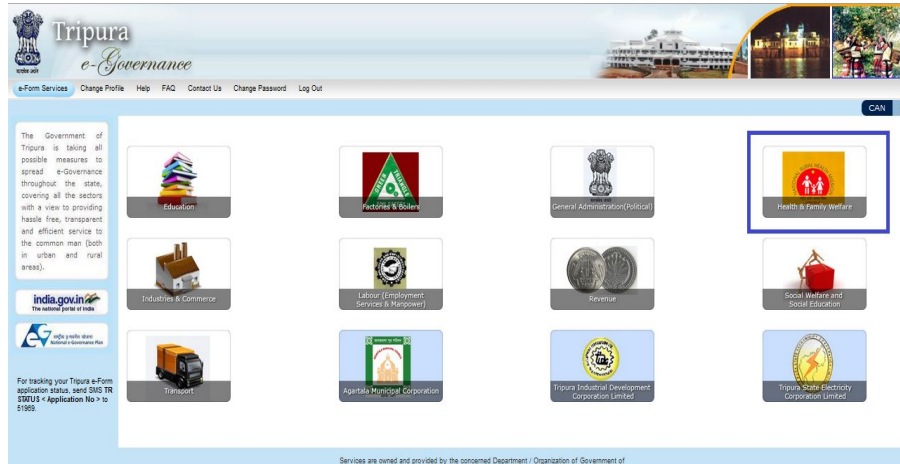 Tripura
e-Governance
सत्यमेव जयते
e-Form Services Change Profile Help FAQ Contact Us Change Password Log Out
CAN
The Government of
Tripura is taking all
possible measures to
spread e-Governance
throughout the state,
covering all the sectors
with a view to providing
hassle free, transparent
and efficient service to
the common man (both
in urban and rural
areas).
india.gov.in
The national portal of India
National e-Governance Plan
For tracking your Tripura e-Form
application status, send SMS TR
STATUS < Application No > to
51969.
Education
GREEN TRIANGLE
Factories & Boilers
General Administration(Political)
Health & Family Welfare
Industries & Commerce
Labour (Employment
Services & Manpower)
Revenue
Social Welfare and
Social Education
Transport
Agartala Municipal Corporation
Tripura Industrial Development
Corporation Limited
Tripura State Electricity
Corporation Limited
Services are owned and provided by the concerned Department / Organization of Government of